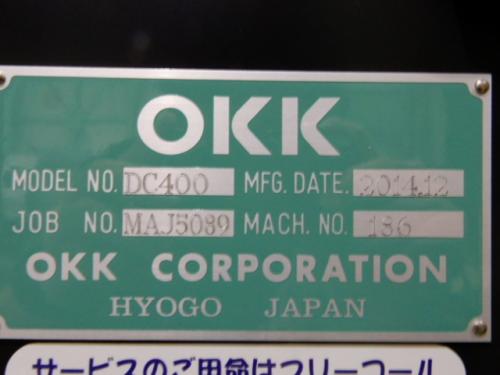 OKK
MODEL NO. DC400 MFG. DATE. 2014.12
JOB NO. MAJ5089 MACH. NO. 186
OKK CORPORATION
HYOGO JAPAN
サービスのご用命はフリーコール